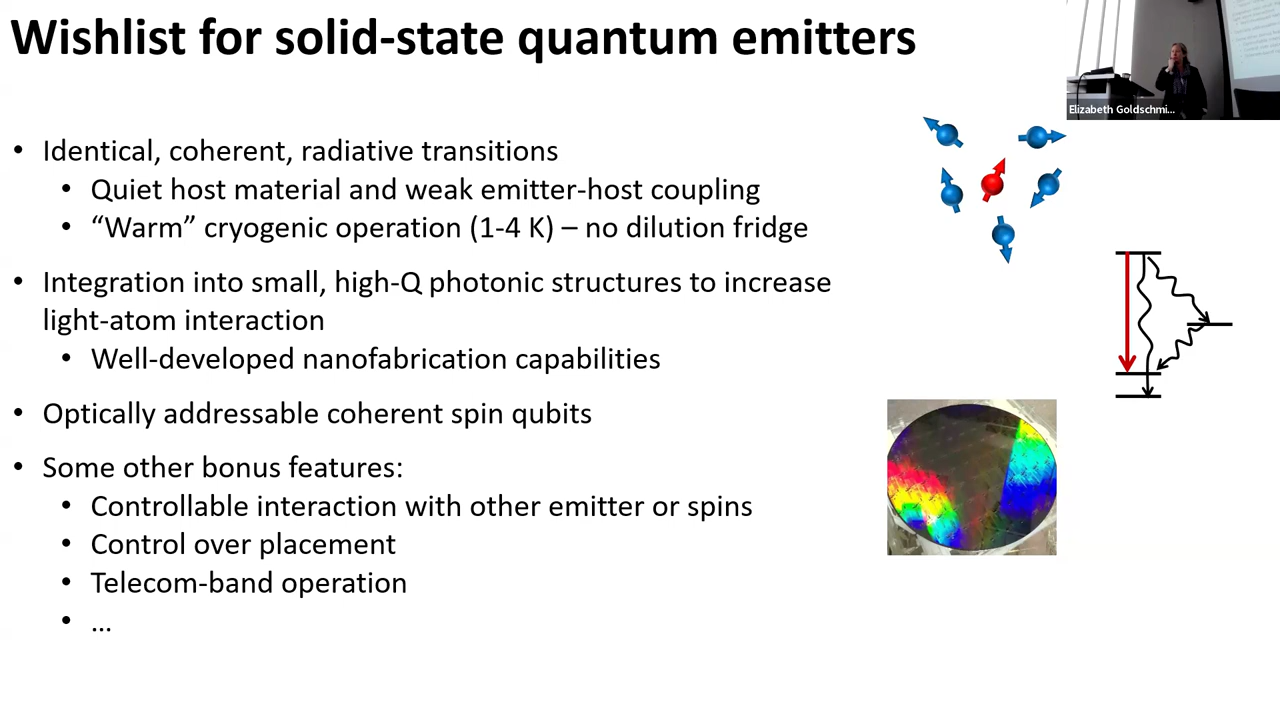 Wishlist for solid-state quantum emitters
Elizabeth Goldschmi...
• Identical, coherent, radiative transitions
• Quiet host material and weak emitter-host coupling
• “Warm” cryogenic operation (1-4 K) – no dilution fridge
• Integration into small, high-Q photonic structures to increase
light-atom interaction
• Well-developed nanofabrication capabilities
• Optically addressable coherent spin qubits
• Some other bonus features:
• Controllable interaction with other emitter or spins
• Control over placement
• Telecom-band operation
• ...